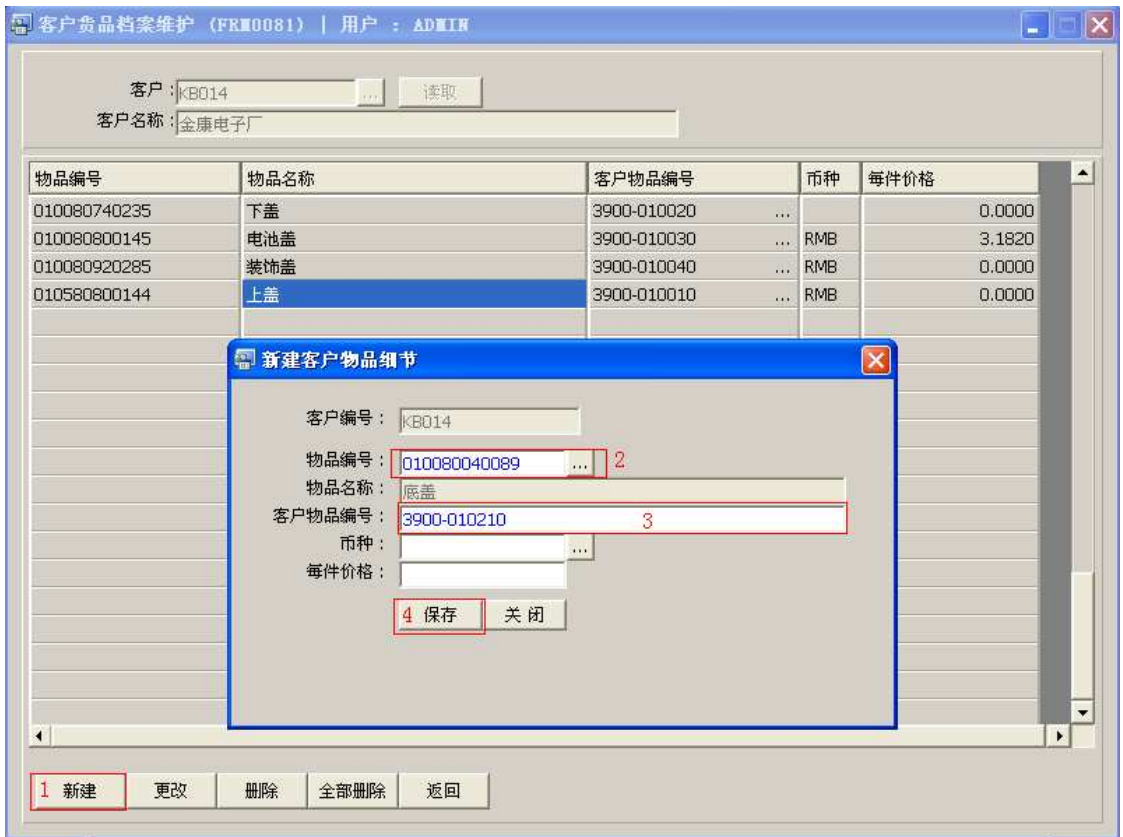 客户货品档案维护 (FRM0081) | 用户 : ADMIN
客户 : KB014 ... 读取
客户名称 : 金康电子厂
物品编号 物品名称 客户物品编号 币种 每件价格
010080740235 下盖 3900-010020 ... 0.0000
010080800145 电池盖 3900-010030 ... RMB 3.1820
010080920285 装饰盖 3900-010040 ... RMB 0.0000
010580800144 上盖 3900-010010 ... RMB 0.0000
新建客户物品细节
客户编号 : KB014
物品编号 : 010080040089 ... 2
物品名称 : 底盖
客户物品编号 : 3900-010210 3
币种 : ...
每件价格 :
4 保存 关闭
1 新建 更改 删除 全部删除 返回